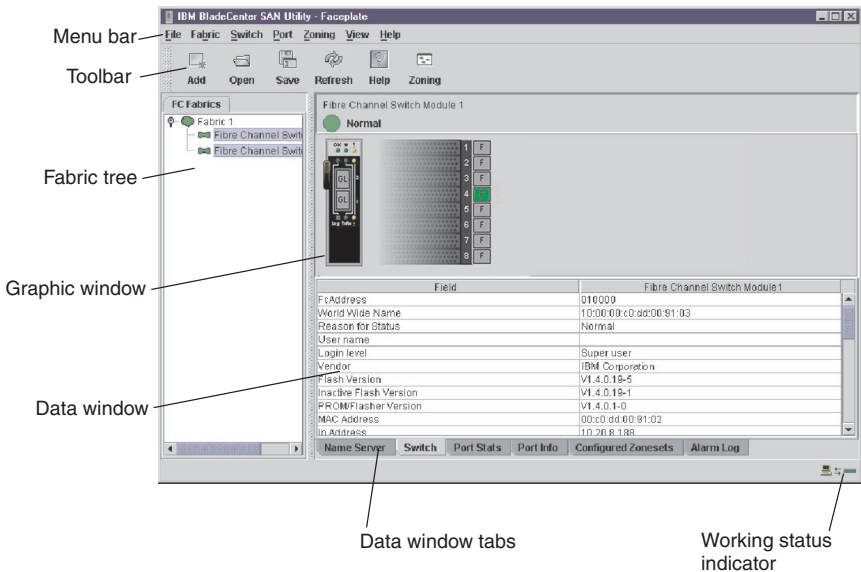 IBM BladeCenter SAN Utility - Faceplate
Menu bar
File Fabric Switch Port Zoning View Help
Toolbar
Add Open Save Refresh Help Zoning
FC Fabrics
Fibre Channel Switch Module 1
Normal
Fabric 1
Fibre Channel Swit
Fibre Channel Swit
Fabric tree
OK
GL
GL
1 F
2 F
3 F
4
5 F
6 F
7 F
8 F
Graphic window
Field Fibre Channel Switch Module1
FcAddress 010000
World Wide Name 10:00:00:c0:dd:00:91:03
Reason for Status Normal
User name
Login level Super user
Vendor IBM Corporation
Flash Version V1.4.0.19-5
Inactive Flash Version V1.4.0.19-1
PROM/Flasher Version V1.4.0.1-0
MAC Address 00:c0:dd:00:91:02
Ip Address 10.20.8.188
Data window
Name Server Switch Port Stats Port Info Configured Zonesets Alarm Log
Data window tabs
Working status
indicator